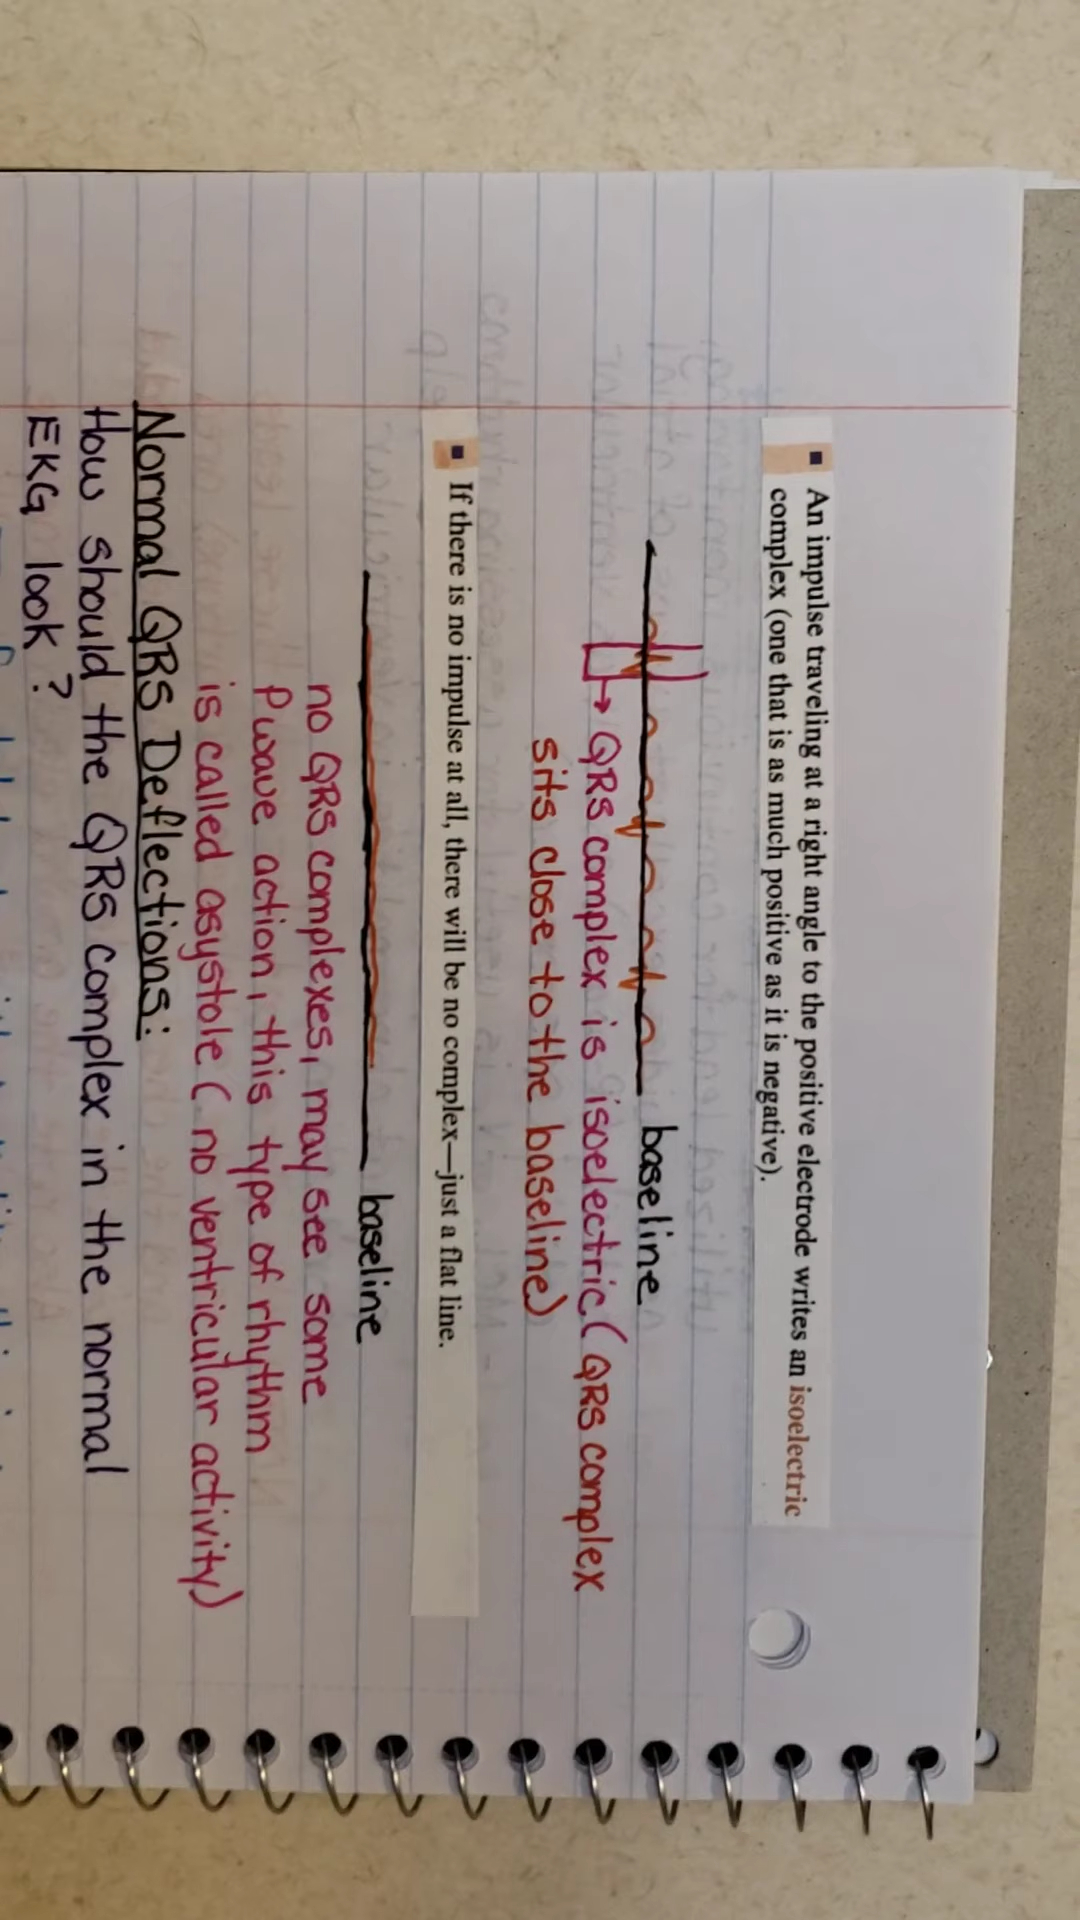 ▪ An impulse traveling at a right angle to the positive electrode writes an isoelectric
complex (one that is as much positive as it is negative).
baseline
→ QRS complex is isoelectric (QRS complex
sits close to the baseline)
▪ If there is no impulse at all, there will be no complex—just a flat line.
baseline
no QRS complexes, may see some
P wave action, this type of rhythm
is called asystole (no ventricular activity)
Normal QRS Deflections:
How should the QRS complex in the normal
EKG look?